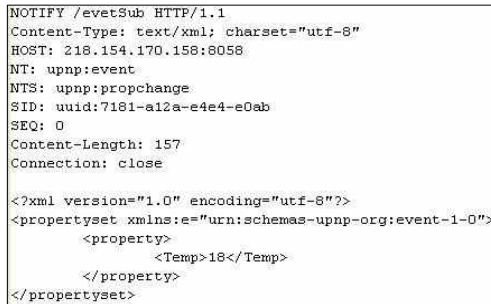 NOTIFY /evetSub HTTP/1.1
Content-Type: text/xml; charset="utf-8"
HOST: 218.154.170.158:8058
NT: upnp:event
NTS: upnp:propchange
SID: uuid:7181-a12a-e4e4-e0ab
SEQ: 0
Content-Length: 157
Connection: close

<?xml version="1.0" encoding="utf-8"?>
<propertyset xmlns:e="urn:schemas-upnp-org:event-1-0">
<property>
<Temp>18</Temp>
</property>
</propertyset>